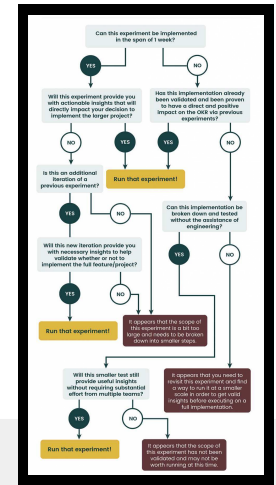 Can this experiment be implemented
in the span of 1 week?
YES
NO
Will this experiment provide you
with actionable insights that will
directly impact your decision to
implement the larger project?
Has this implementation already
been validated and been proven
to have a direct and positive
impact on the OKR via previous
experiments?
NO
YES
YES
NO
Is this an additional
iteration of a
previous experiment?
Run that experiment!
Can this implementation be
broken down and tested
without the assistance of
engineering?
YES
NO
YES
NO
Will this new iteration provide you
with necessary insights to help
validate whether or not to
implement the full feature/project?
YES
NO
Run that experiment!
It appears that the scope of
this experiment is a bit too
large and needs to be broken
down into smaller steps.
Will this smaller test still
provide useful insights
without requiring substantial
effort from multiple teams?
It appears that you need to
revisit this experiment and find
a way to run it at a smaller
scale in order to get valid
insights before executing on a
full implementation.
YES
NO
Run that experiment!
It appears that the scope of
this experiment has not been
validated and may not be
worth running at this time.